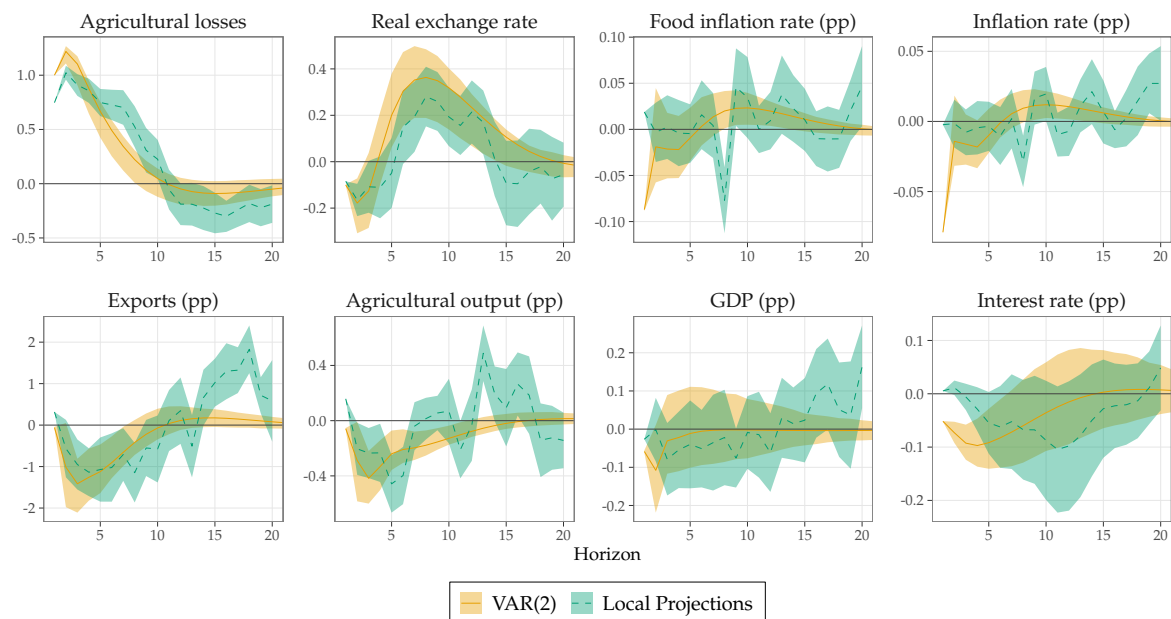 Agricultural losses
Real exchange rate
Food inflation rate (pp)
Inflation rate (pp)
1.0
0.5
0.0
-0.5
5 10 15 20
0.4
0.2
0.0
-0.2
5 10 15 20
0.10
0.05
0.00
-0.05
-0.10
5 10 15 20
0.05
0.00
-0.05
5 10 15 20
Exports (pp)
Agricultural output (pp)
GDP (pp)
Interest rate (pp)
2
1
0
-1
-2
5 10 15 20
0.4
0.0
-0.4
5 10 15 20
0.2
0.1
0.0
-0.1
-0.2
5 10 15 20
0.1
0.0
-0.1
-0.2
5 10 15 20
Horizon
VAR(2) Local Projections